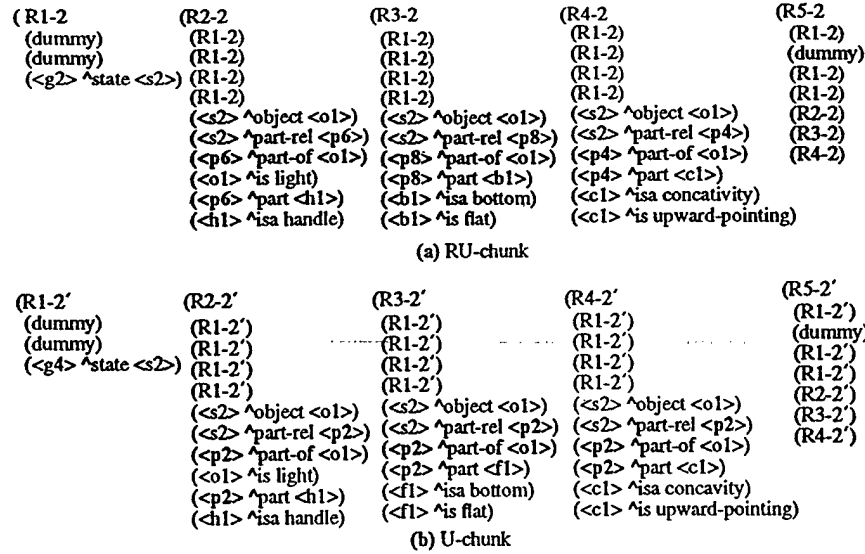 (R1-2
(dummy)
(dummy)
(<g2> ^state <s2>)
(R2-2
(R1-2)
(R1-2)
(R1-2)
(R1-2)
(<s2> ^object <o1>)
(<s2> ^part-rel <p6>)
(<p6> ^part-of <o1>)
(<o1> ^is light)
(<p6> ^part <h1>)
(<h1> ^isa handle)
(R3-2
(R1-2)
(R1-2)
(R1-2)
(R1-2)
(<s2> ^object <o1>)
(<s2> ^part-rel <p8>)
(<p8> ^part-of <o1>)
(<p8> ^part <b1>)
(<b1> ^isa bottom)
(<b1> ^is flat)
(R4-2
(R1-2)
(R1-2)
(R1-2)
(R1-2)
(<s2> ^object <o1>)
(<s2> ^part-rel <p4>)
(<p4> ^part-of <o1>)
(<p4> ^part <c1>)
(<c1> ^isa concativity)
(<c1> ^is upward-pointing)
(R5-2
(R1-2)
(dummy)
(R1-2)
(R1-2)
(R2-2)
(R3-2)
(R4-2)
(a) RU-chunk
(R1-2′
(dummy)
(dummy)
(<g4> ^state <s2>)
(R2-2′
(R1-2′)
(R1-2′)
(R1-2′)
(R1-2′)
(<s2> ^object <o1>)
(<s2> ^part-rel <p2>)
(<p2> ^part-of <o1>)
(<o1> ^is light)
(<p2> ^part <h1>)
(<h1> ^isa handle)
(R3-2′
(R1-2′)
(R1-2′)
(R1-2′)
(R1-2′)
(<s2> ^object <o1>)
(<s2> ^part-rel <p2>)
(<p2> ^part-of <o1>)
(<p2> ^part <f1>)
(<f1> ^isa bottom)
(<f1> ^is flat)
(R4-2′
(R1-2′)
(R1-2′)
(R1-2′)
(R1-2′)
(<s2> ^object <o1>)
(<s2> ^part-rel <p2>)
(<p2> ^part-of <o1>)
(<p2> ^part <c1>)
(<c1> ^isa concavity)
(<c1> ^is upward-pointing)
(R5-2′
(R1-2′)
(dummy)
(R1-2′)
(R1-2′)
(R2-2′)
(R3-2′)
(R4-2′)
(b) U-chunk